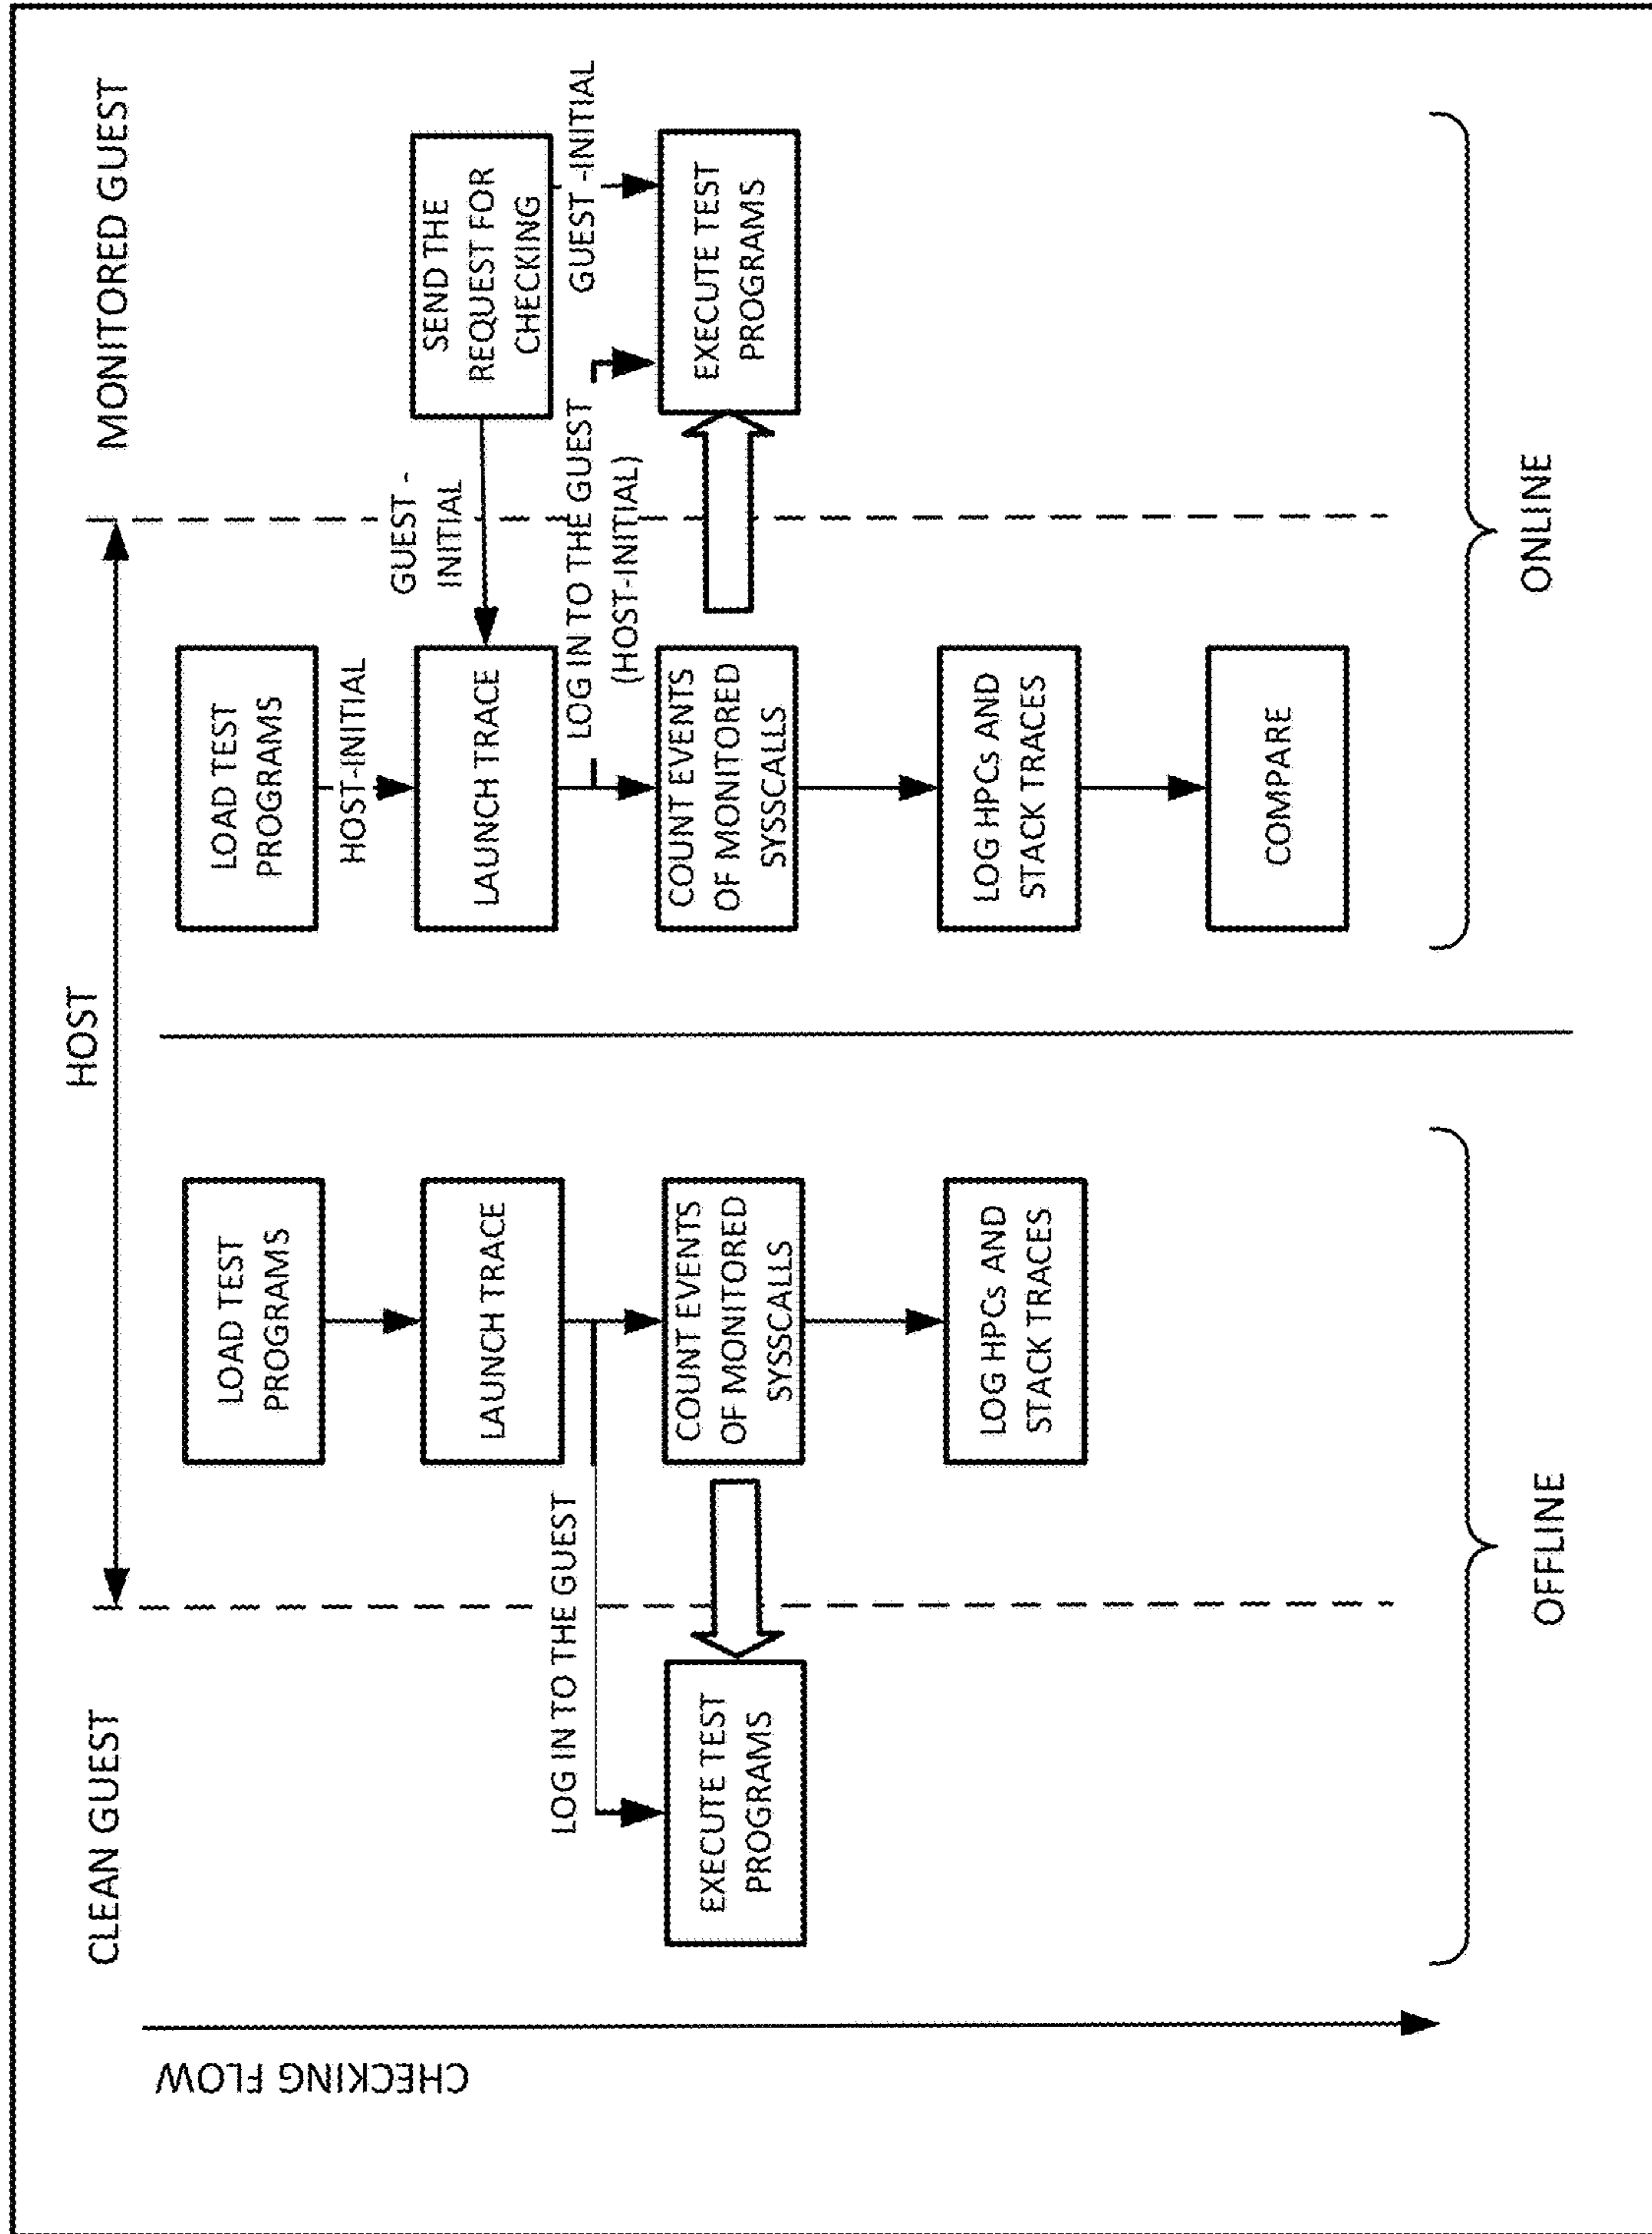 CLEAN GUEST
HOST
MONITORED GUEST
CHECKING FLOW
LOAD TEST
PROGRAMS
LAUNCH TRACE
LOG IN TO THE GUEST
EXECUTE TEST
PROGRAMS
COUNT EVENTS
OF MONITORED
SYSSCALLS
LOG HPCs AND
STACK TRACES
OFFLINE
LOAD TEST
PROGRAMS
HOST-INITIAL
LAUNCH TRACE
GUEST -
INITIAL
SEND THE
REQUEST FOR
CHECKING
LOG IN TO THE GUEST
(HOST-INITIAL)
GUEST -INITIAL
COUNT EVENTS
OF MONITORED
SYSSCALLS
EXECUTE TEST
PROGRAMS
LOG HPCs AND
STACK TRACES
COMPARE
ONLINE